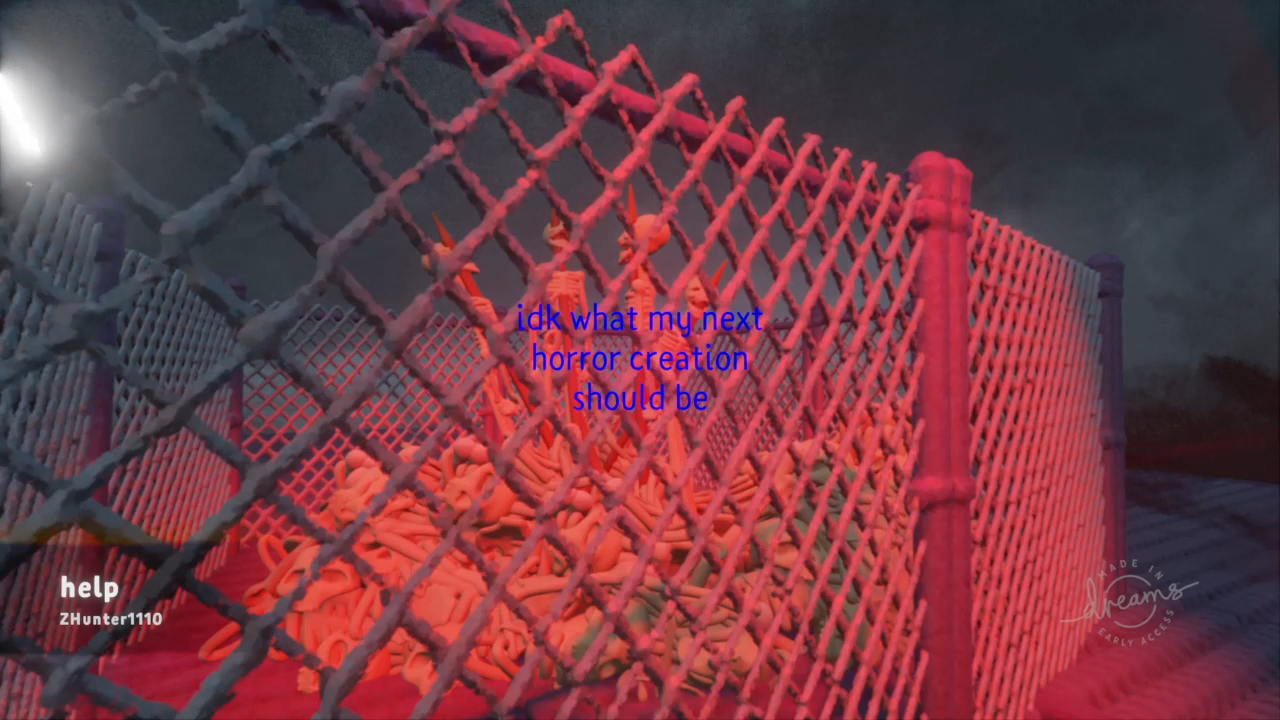 idk what my next
horror creation
should be
help
ZHunter1110
MADE IN
dreams
EARLY ACCESS